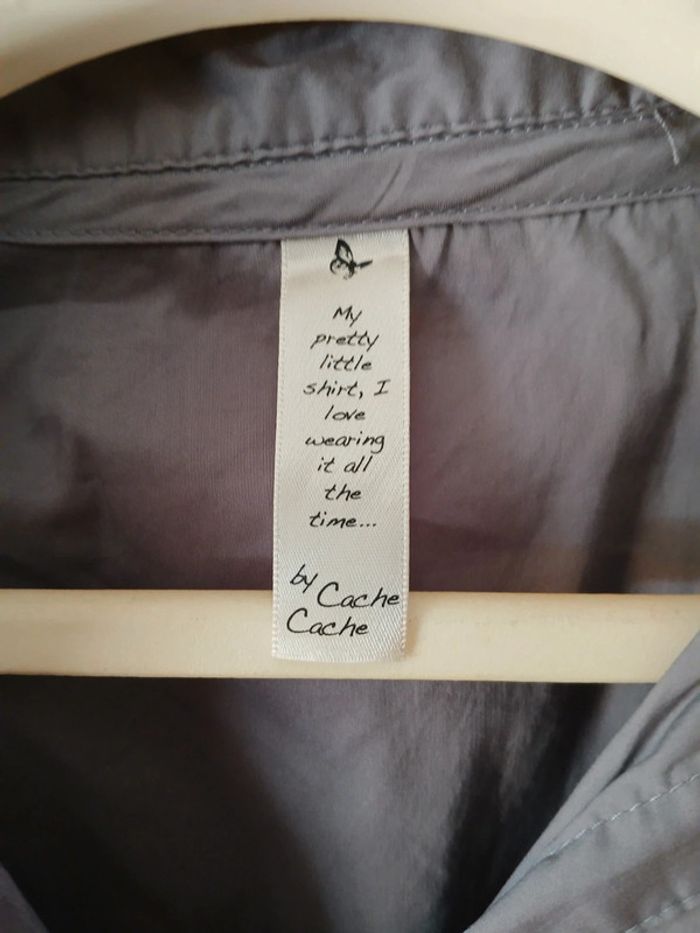 My
pretty
little
shirt, I
love
wearing
it all
the
time...
by Cache
Cache